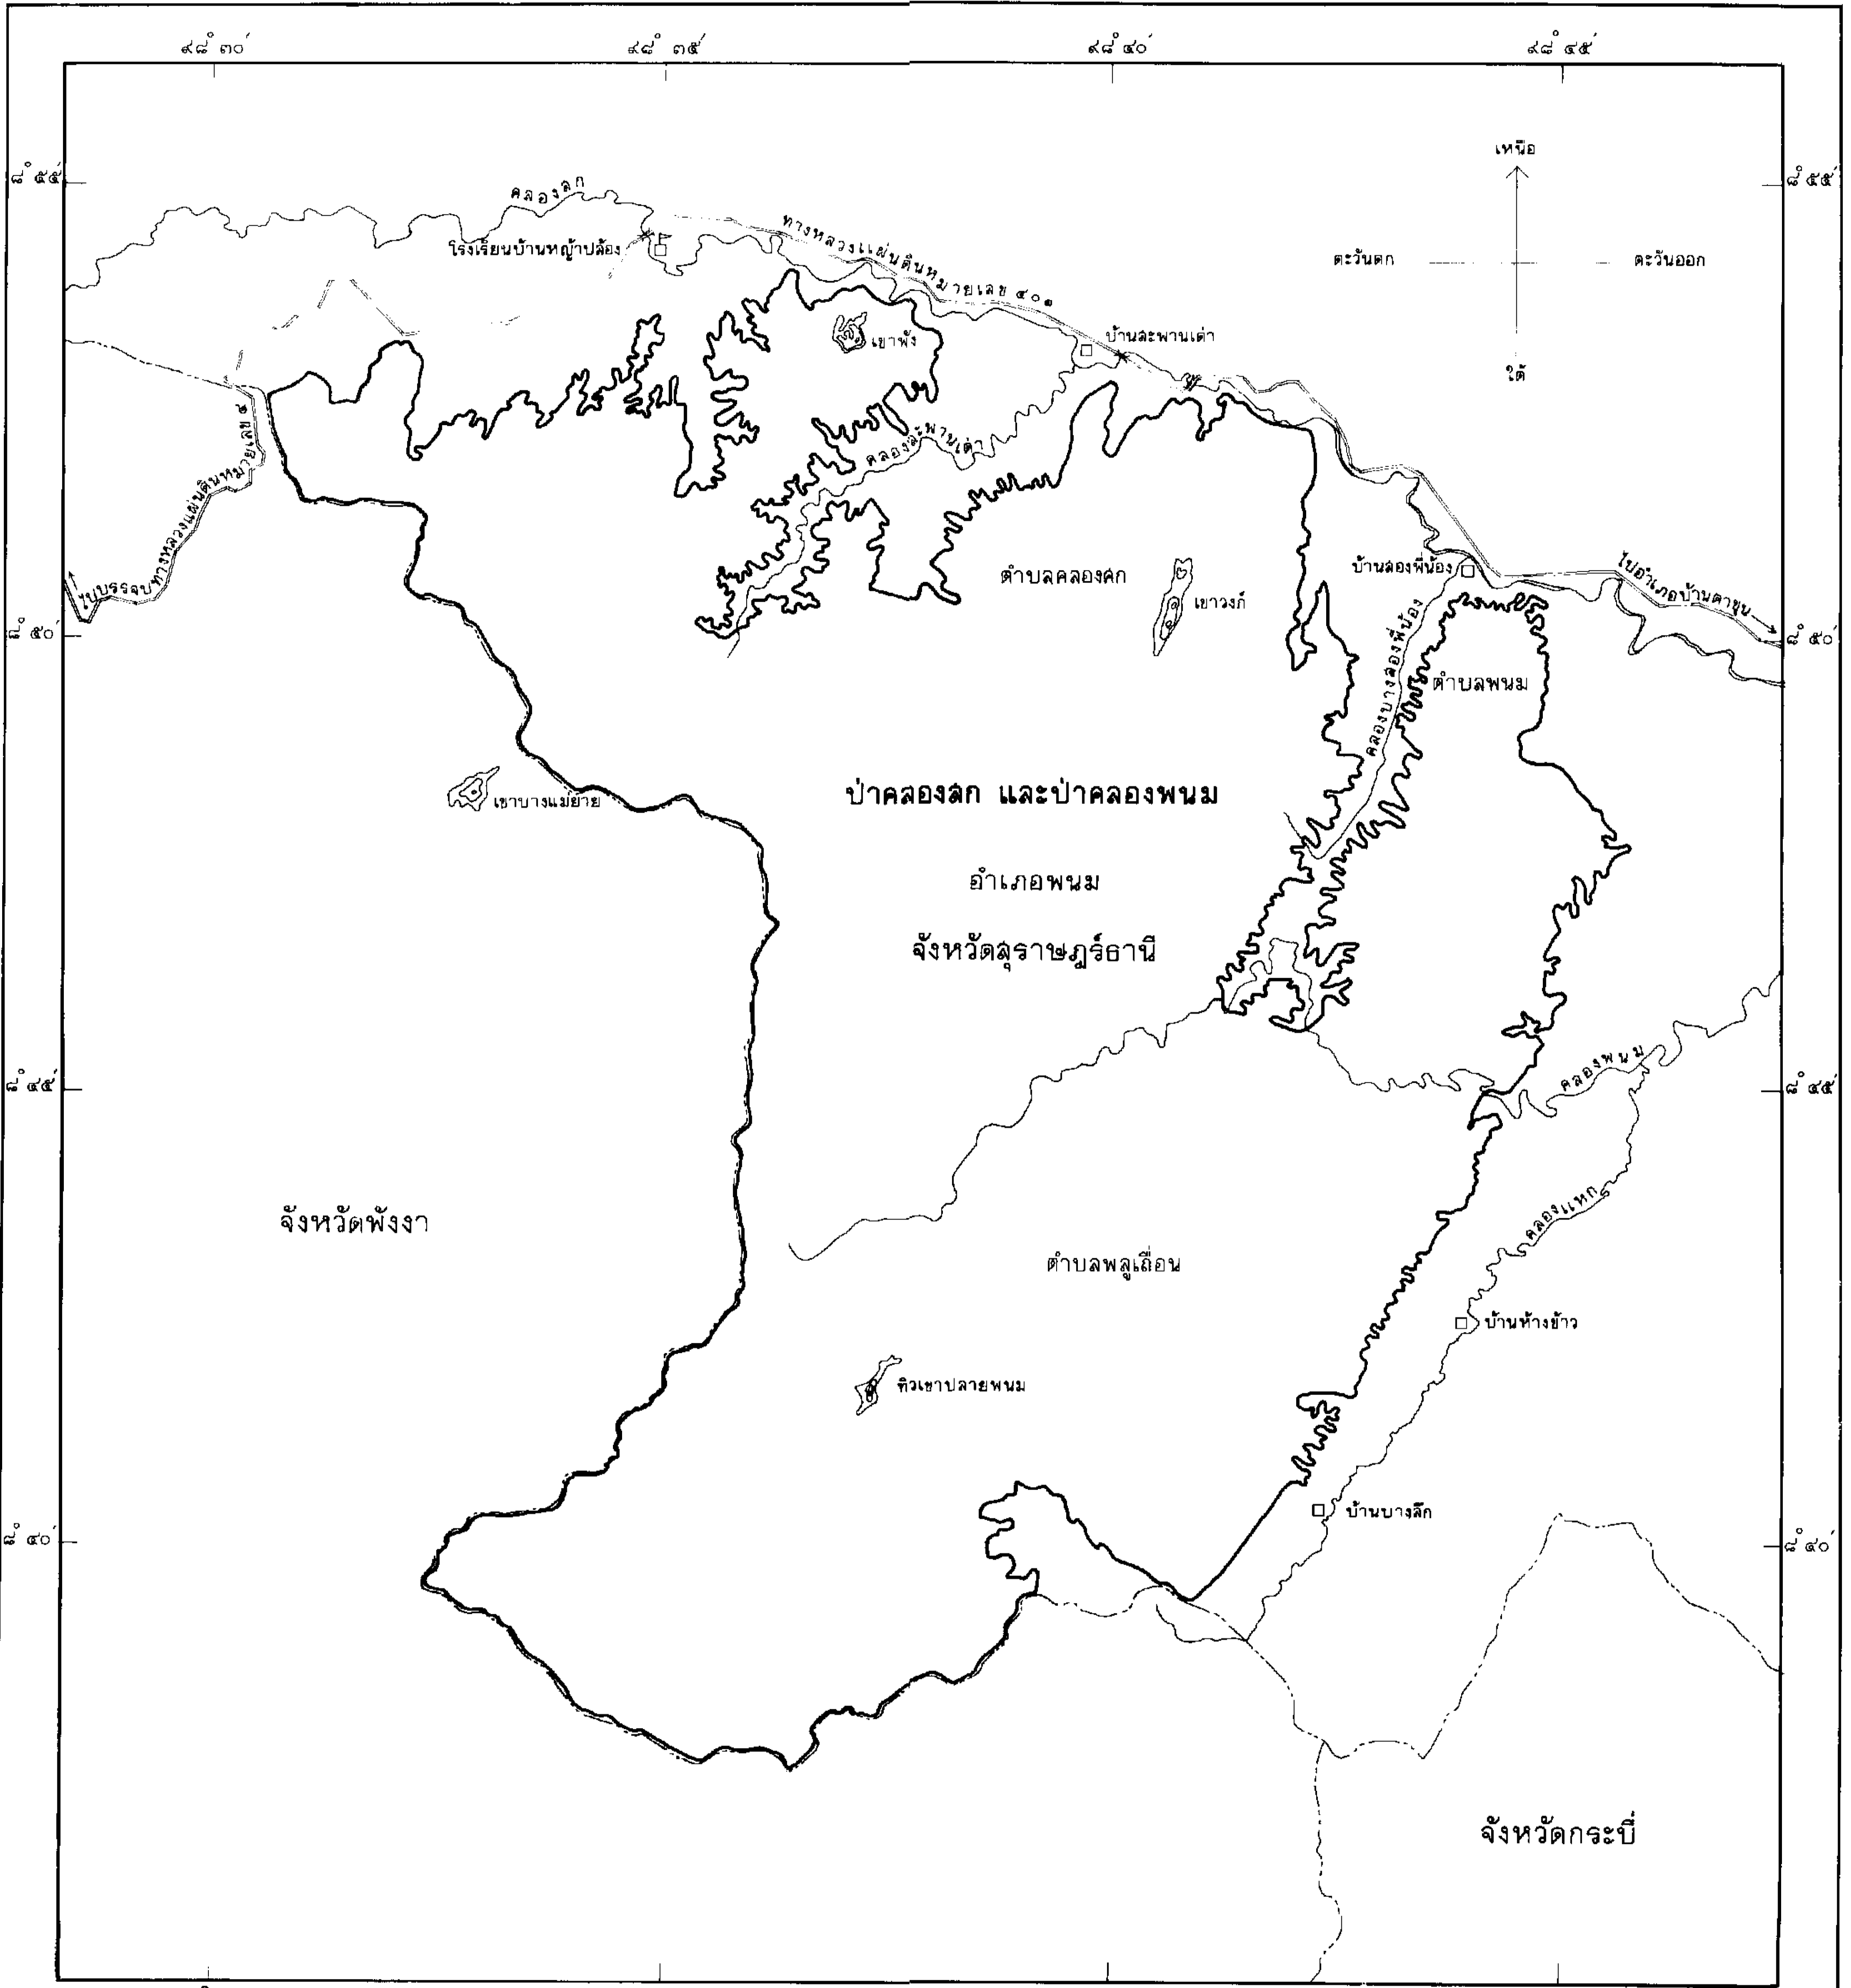 ๙๘° ๓๐′
๙๘° ๓๕′
๙๘° ๔๐′
๙๘° ๔๕′
เหนือ
๘° ๕๕′
๘° ๕๕′
คลองสก
ทางหลวงแผ่นดินหมายเลข ๔๐๑
โรงเรียนบ้านหญ้าปล้อง
ตะวันตก
ตะวันออก
เขาพัง
บ้านสะพานเต่า
ใต้
ทางหลวงแผ่นดินหมายเลข ๔
คลองสะพานเต่า
ไปบรรจบ
ตำบลคลองศก
เขาวงก์
บ้านสองพี่น้อง
ไปอำเภอบ้านตาขุน
๘° ๕๐′
๘° ๕๐′
คลองบางสองพี่น้อง
ตำบลพนม
เขาบางแม่ยาย
ป่าคลองสก และป่าคลองพนม
อำเภอพนม
จังหวัดสุราษฎร์ธานี
คลองพนม
๘° ๔๕′
๘° ๔๕′
คลองแหก
จังหวัดพังงา
ตำบลพลูเถื่อน
บ้านห้างข้าว
ทิวเขาปลายพนม
บ้านบางลึก
๘° ๔๐′
๘° ๔๐′
จังหวัดกระบี่